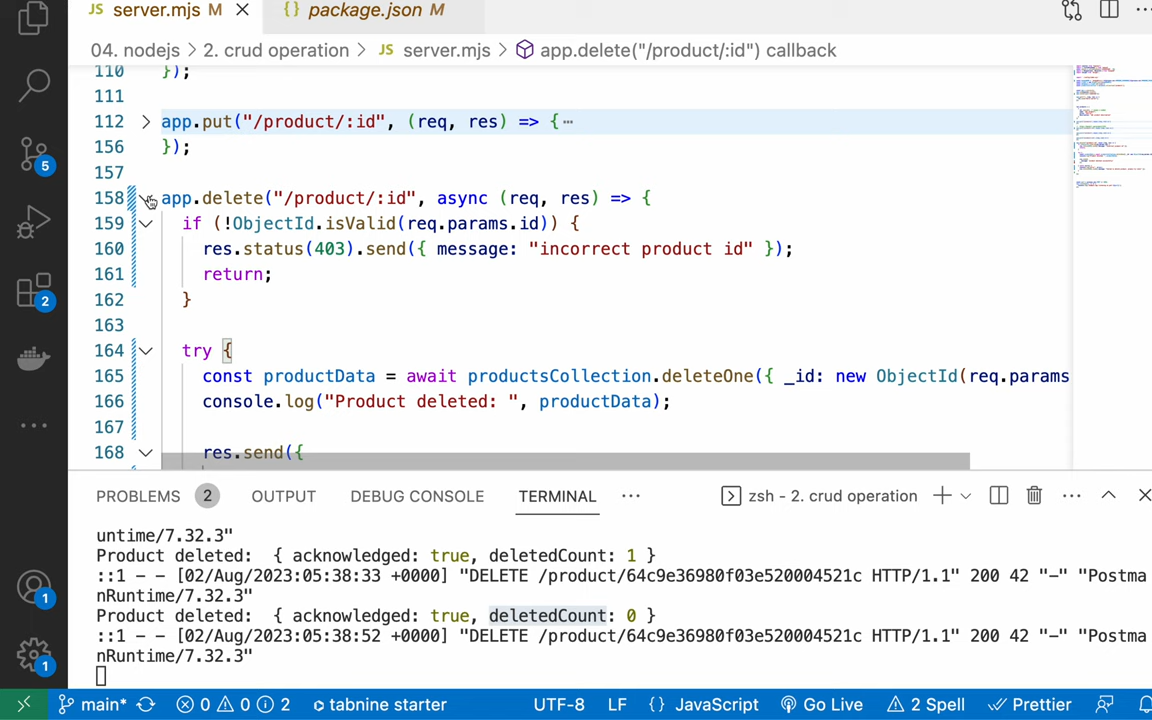 JS server.mjs M
{} package.json M
04. nodejs > 2. crud operation > JS server.mjs > app.delete("/product/:id") callback
110 });
111
112 app.put("/product/:id", (req, res) => {⋯
156 });
157
158 app.delete("/product/:id", async (req, res) => {
159 if (!ObjectId.isValid(req.params.id)) {
160 res.status(403).send({ message: "incorrect product id" });
161 return;
162 }
163
164 try {
165 const productData = await productsCollection.deleteOne({ _id: new ObjectId(req.params
166 console.log("Product deleted: ", productData);
167
168 res.send({
PROBLEMS 2 OUTPUT DEBUG CONSOLE TERMINAL ··· zsh - 2. crud operation
untime/7.32.3"
Product deleted:  { acknowledged: true, deletedCount: 1 }
::1 - - [02/Aug/2023:05:38:33 +0000] "DELETE /product/64c9e36980f03e520004521c HTTP/1.1" 200 42 "-" "Postma
nRuntime/7.32.3"
Product deleted:  { acknowledged: true, deletedCount: 0 }
::1 - - [02/Aug/2023:05:38:52 +0000] "DELETE /product/64c9e36980f03e520004521c HTTP/1.1" 200 42 "-" "Postma
nRuntime/7.32.3"
5
2
1
1
main* 0 0 2 tabnine starter UTF-8 LF {} JavaScript Go Live 2 Spell Prettier